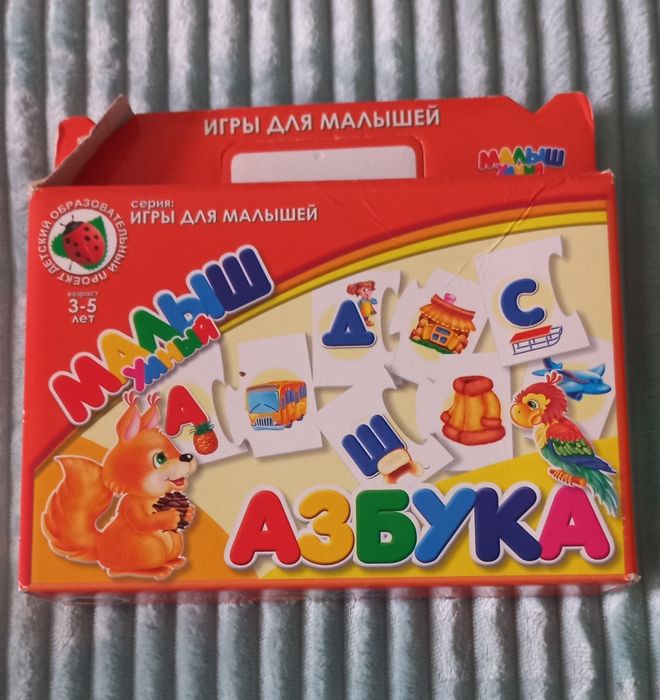 ИГРЫ ДЛЯ МАЛЫШЕЙ
МАЛЫШ
УМНЫЙ
серия:
ИГРЫ ДЛЯ МАЛЫШЕЙ
ДЕТСКИЙ ОБРАЗОВАТЕЛЬНЫЙ ПРОЕКТ
возраст
3-5
лет
МАЛЫШ
УМНЫЙ
Д
С
А
Щ
АЗБУКА